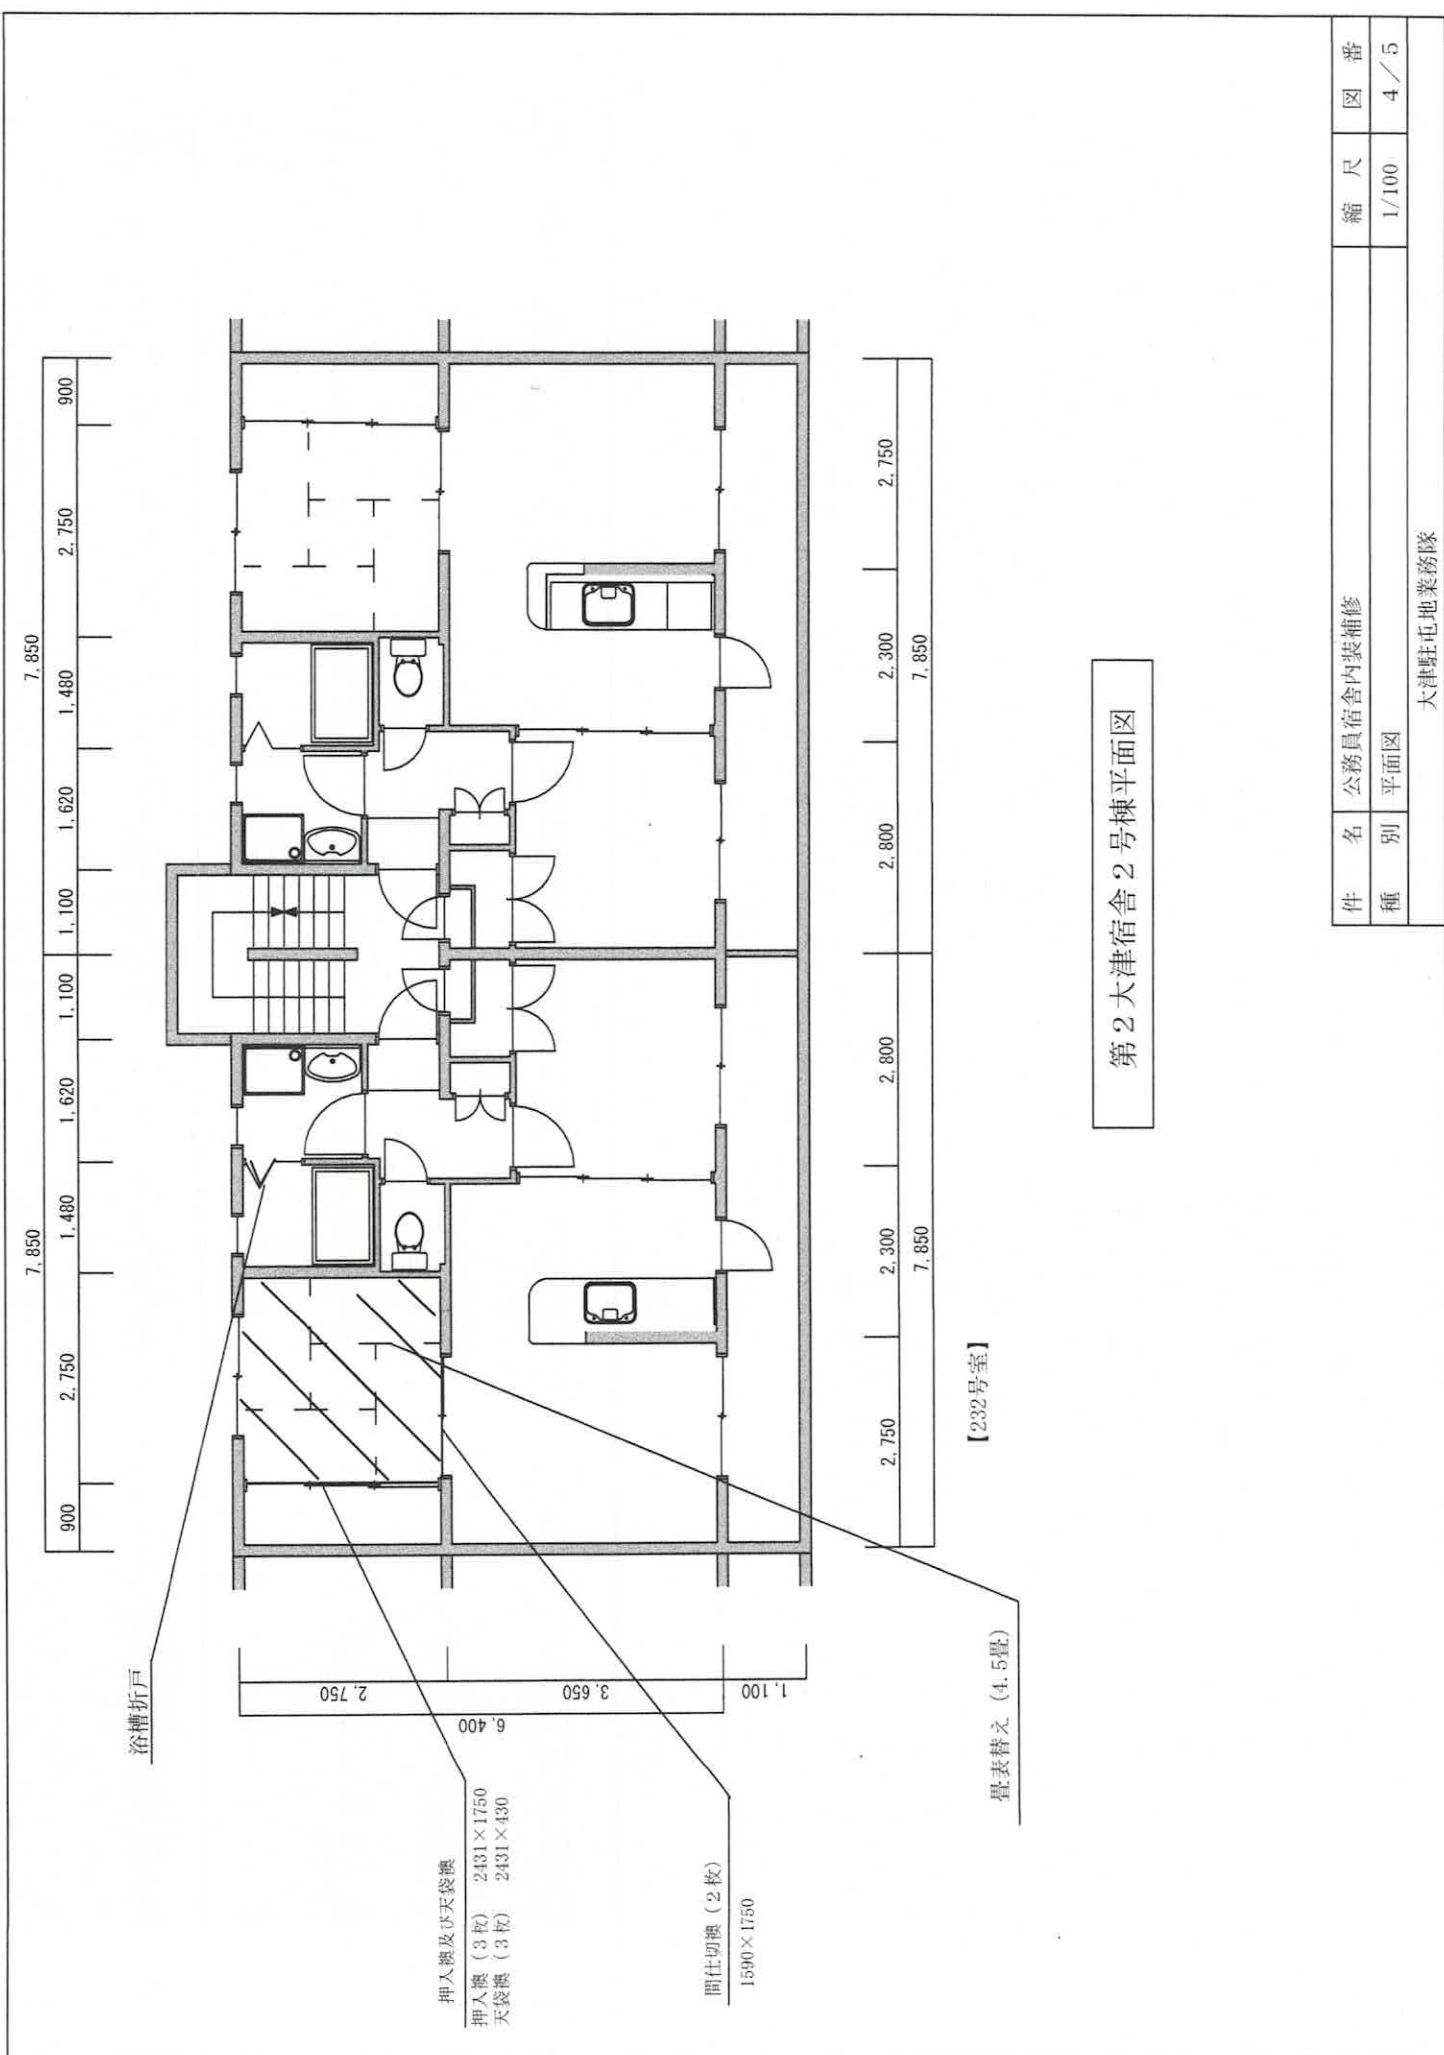 7,850
7,850
900
2,750
1,480
1,620
1,100
1,100
1,620
1,480
2,750
900
浴槽折戸
2,750
3,650
1,100
6,400
押入襖及び天袋襖
押入襖（３枚） 2431×1750
天袋襖（３枚） 2431×430
間仕切襖（２枚）
1590×1750
畳表替え（4.5畳）
2,750
2,300
2,800
2,800
2,300
2,750
7,850
7,850
【232号室】
第２大津宿舎２号棟平面図
件 名 公務員宿舎内装補修 縮 尺 図 番
種 別 平面図 1/100 4／5
大津駐屯地業務隊